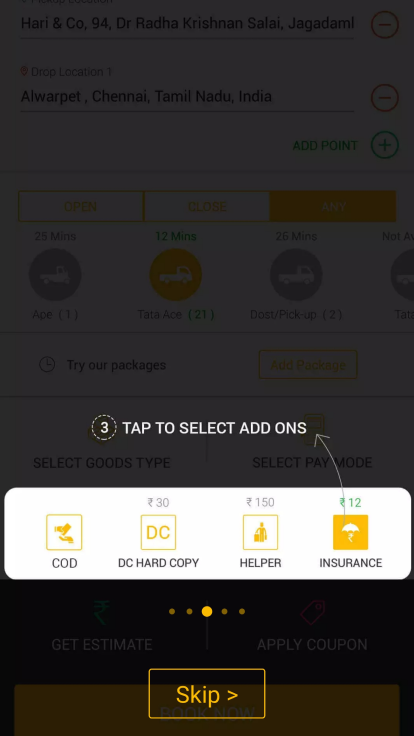 Pickup Location
Hari & Co, 94, Dr Radha Krishnan Salai, Jagadaml
Drop Location 1
Alwarpet , Chennai, Tamil Nadu, India
ADD POINT
OPEN CLOSE ANY
25 Mins 12 Mins 26 Mins Not Av
Ape ( 1 ) Tata Ace ( 21 ) Dost/Pick-up ( 2 ) Tata
Try our packages Add Package
3 TAP TO SELECT ADD ONS
SELECT GOODS TYPE SELECT PAY MODE
₹ 30 ₹ 150 ₹ 12
DC
COD DC HARD COPY HELPER INSURANCE
GET ESTIMATE APPLY COUPON
Skip >
BOOK NOW